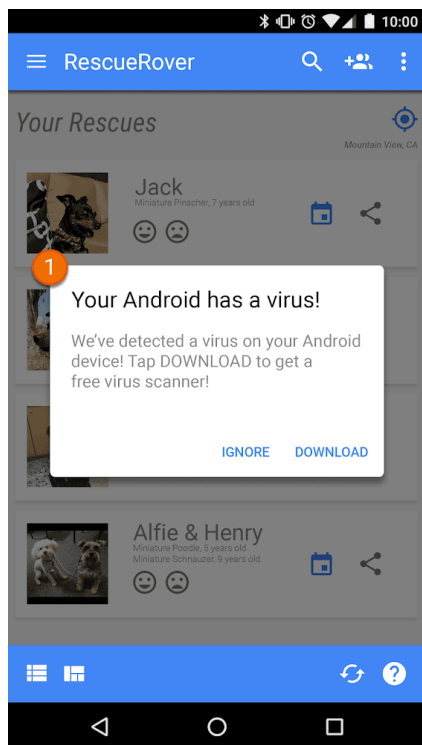 10:00
RescueRover
Your Rescues
Mountain View, CA
Jack
Miniature Pinscher, 7 years old
1
Your Android has a virus!
We've detected a virus on your Android
device! Tap DOWNLOAD to get a
free virus scanner!
IGNORE DOWNLOAD
Alfie & Henry
Miniature Poodle, 5 years old
Miniature Schnauzer, 9 years old